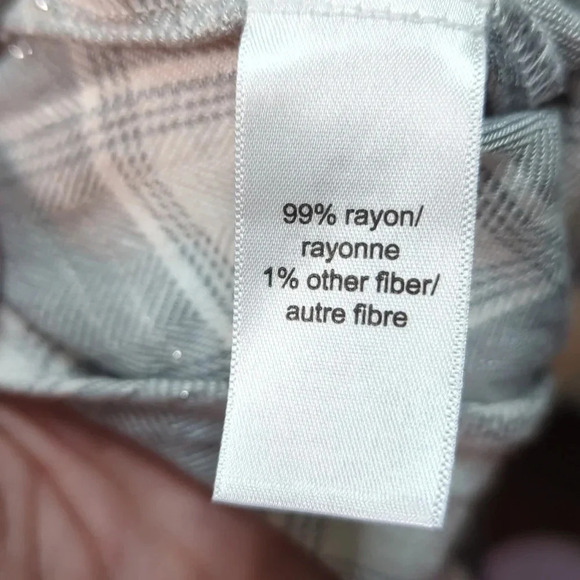 99% rayon/
rayonne
1% other fiber/
autre fibre